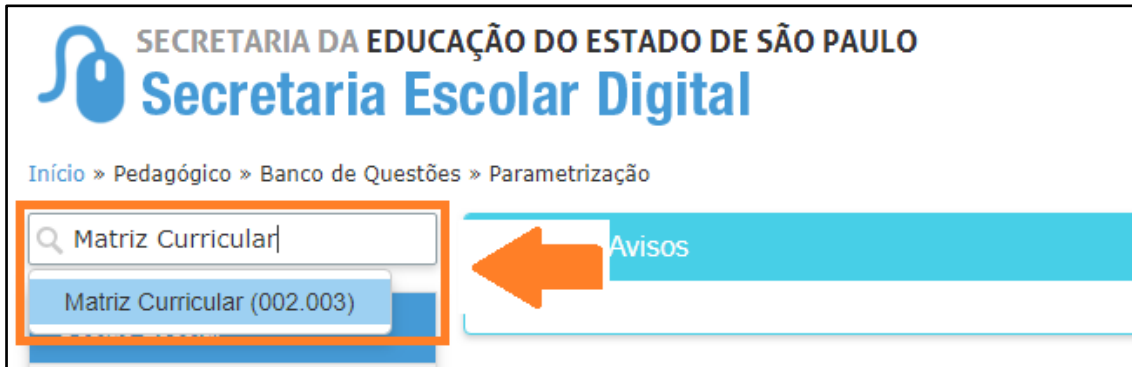 SECRETARIA DA EDUCAÇÃO DO ESTADO DE SÃO PAULO
Secretaria Escolar Digital
Início » Pedagógico » Banco de Questões » Parametrização
Matriz Curricular
Avisos
Matriz Curricular (002.003)